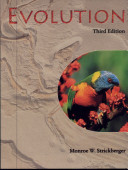 EVOLUTION
Third Edition
Monroe W. Strickberger